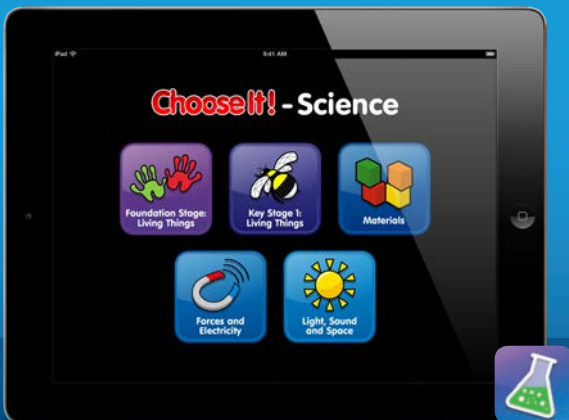 iPad
9:41 AM
ChooseIt! - Science
Foundation Stage:
Living Things
Key Stage 1:
Living Things
Materials
Forces and
Electricity
Light, Sound
and Space